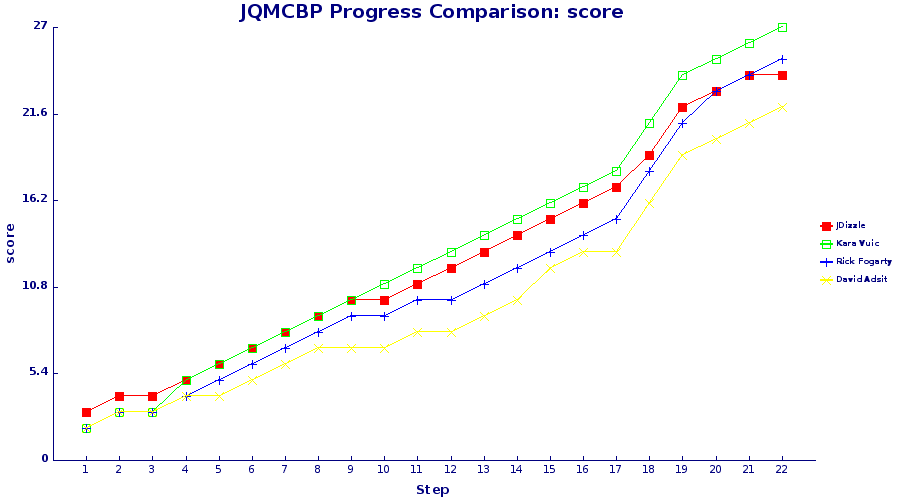 JQMCBP Progress Comparison: score
27
21.6
16.2
10.8
5.4
0
score
1 2 3 4 5 6 7 8 9 10 11 12 13 14 15 16 17 18 19 20 21 22
Step
JDizzle
Kara Vuic
Rick Fogarty
David Adsit